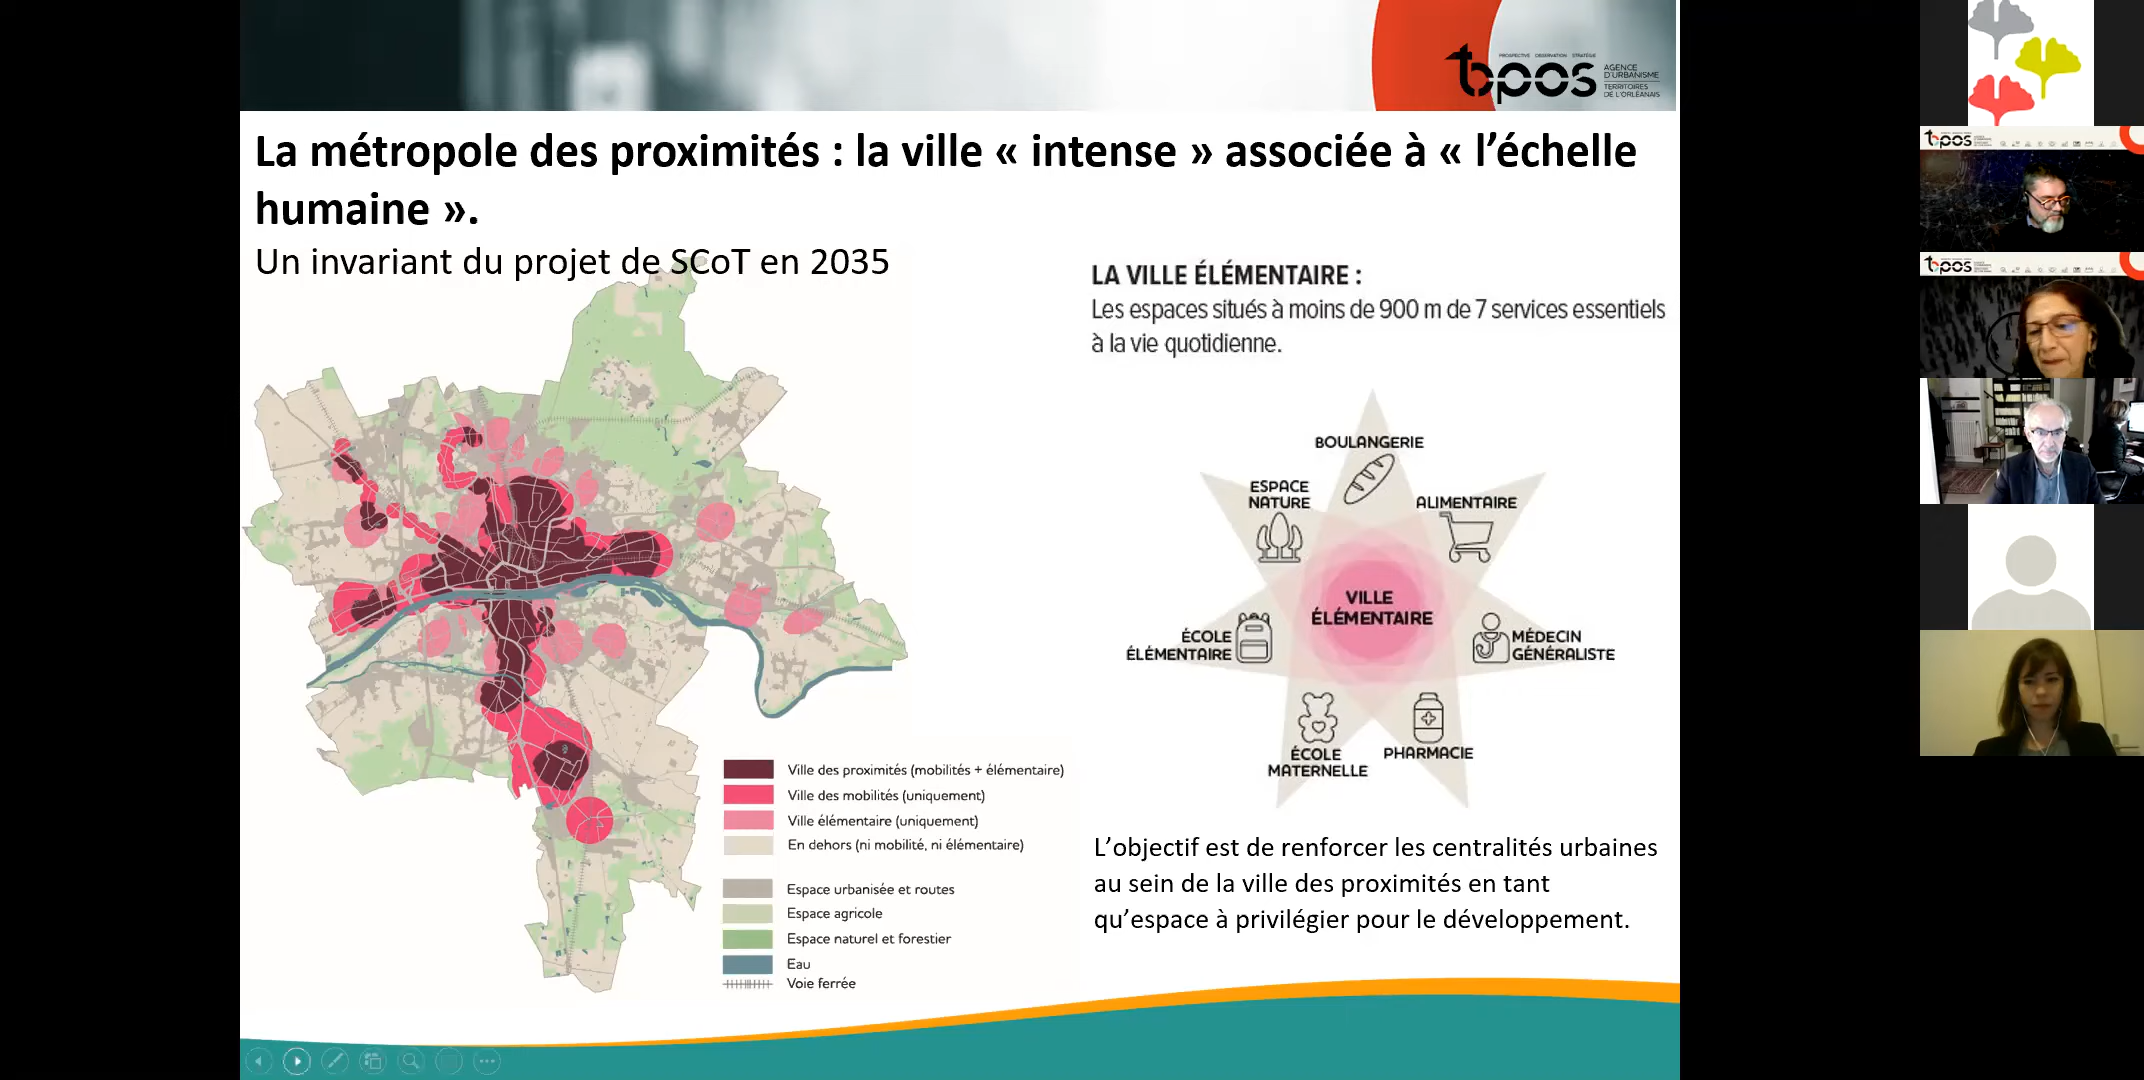 PROSPECTIVE OBSERVATION STRATÉGIE
topos
AGENCE
D'URBANISME
TERRITOIRES
DE L'ORLÉANAIS
La métropole des proximités : la ville « intense » associée à « l'échelle
humaine ».
Un invariant du projet de SCoT en 2035
LA VILLE ÉLÉMENTAIRE :
Les espaces situés à moins de 900 m de 7 services essentiels
à la vie quotidienne.
BOULANGERIE
ESPACE
NATURE
ALIMENTAIRE
VILLE
ÉLÉMENTAIRE
ÉCOLE
ÉLÉMENTAIRE
MÉDECIN
GÉNÉRALISTE
ÉCOLE
MATERNELLE
PHARMACIE
Ville des proximités (mobilités + élémentaire)
Ville des mobilités (uniquement)
Ville élémentaire (uniquement)
En dehors (ni mobilité, ni élémentaire)
Espace urbanisée et routes
Espace agricole
Espace naturel et forestier
Eau
Voie ferrée
L'objectif est de renforcer les centralités urbaines
au sein de la ville des proximités en tant
qu'espace à privilégier pour le développement.
topos
topos